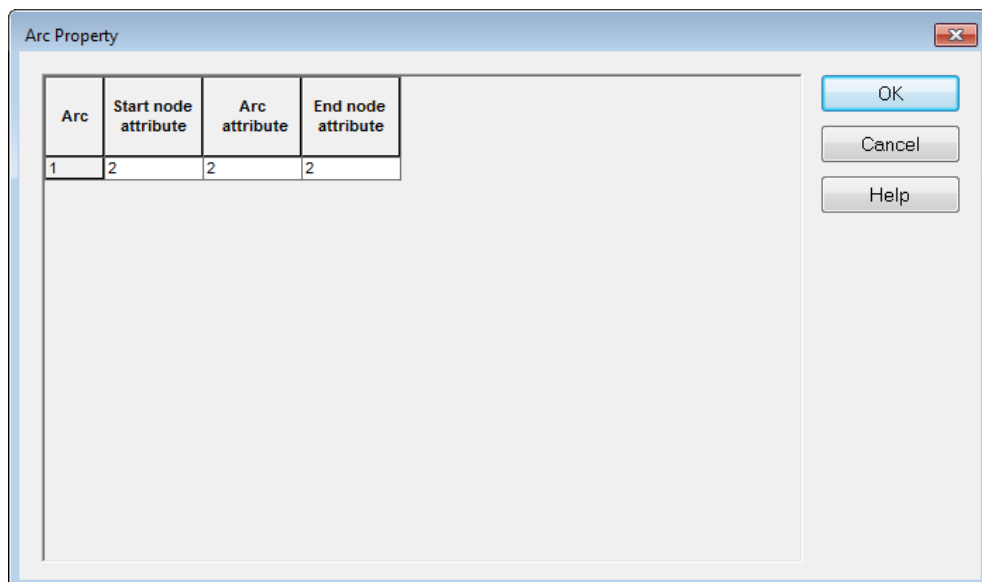 Arc Property
Arc Start node attribute Arc attribute End node attribute
1 2 2 2
OK
Cancel
Help